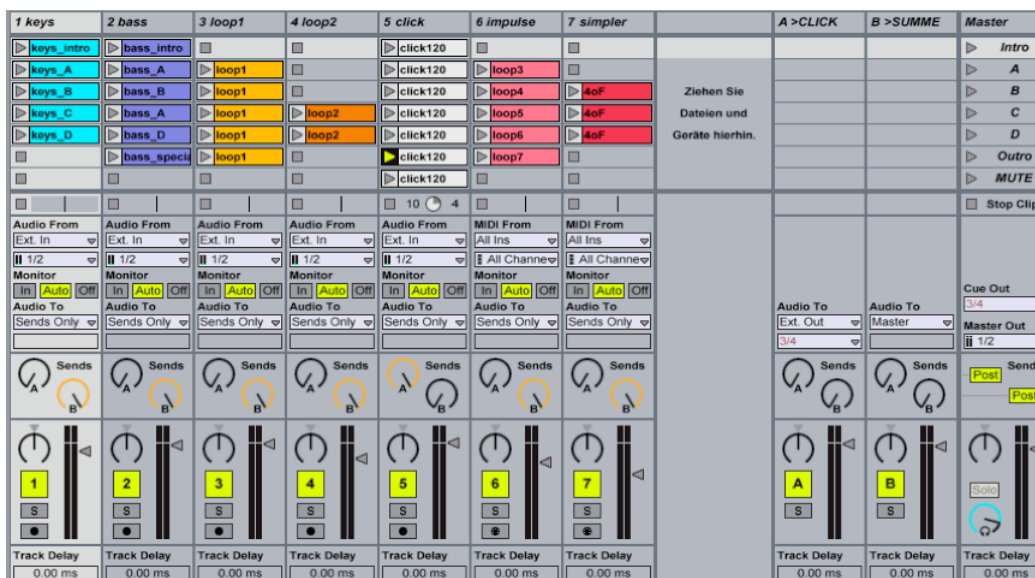 1 keys 2 bass 3 loop1 4 loop2 5 click 6 impulse 7 simpler A >CLICK B >SUMME Master
keys_intro bass_intro click120 Intro
keys_A bass_A loop1 click120 loop3 A
keys_B bass_B loop1 click120 loop4 4oF Ziehen Sie B
keys_C bass_A loop1 loop2 click120 loop5 4oF Dateien und C
keys_D bass_D loop1 loop2 click120 loop6 4oF Geräte hierhin. D
bass_specia loop1 click120 loop7 Outro
click120 MUTE
10 4 Stop Clip
Audio From Audio From Audio From Audio From Audio From MIDI From MIDI From
Ext. In Ext. In Ext. In Ext. In Ext. In All Ins All Ins
1/2 1/2 1/2 1/2 1/2 All Channe All Channe
Monitor Monitor Monitor Monitor Monitor Monitor Monitor
In Auto Off In Auto Off In Auto Off In Auto Off In Auto Off In Auto Off In Auto Off Cue Out
Audio To Audio To Audio To Audio To Audio To Audio To Audio To Audio To Audio To 3/4
Sends Only Sends Only Sends Only Sends Only Sends Only Sends Only Sends Only Ext. Out Master Master Out
3/4 1/2
Sends Sends Sends Sends Sends Sends Sends Sends Sends Send
A A A A A A A A A Post
B B B B B B B B B Post
1 2 3 4 5 6 7 A B
S S S S S S S S S Solo
Track Delay Track Delay Track Delay Track Delay Track Delay Track Delay Track Delay Track Delay Track Delay Track Delay
0.00 ms 0.00 ms 0.00 ms 0.00 ms 0.00 ms 0.00 ms 0.00 ms 0.00 ms 0.00 ms 0.00 ms